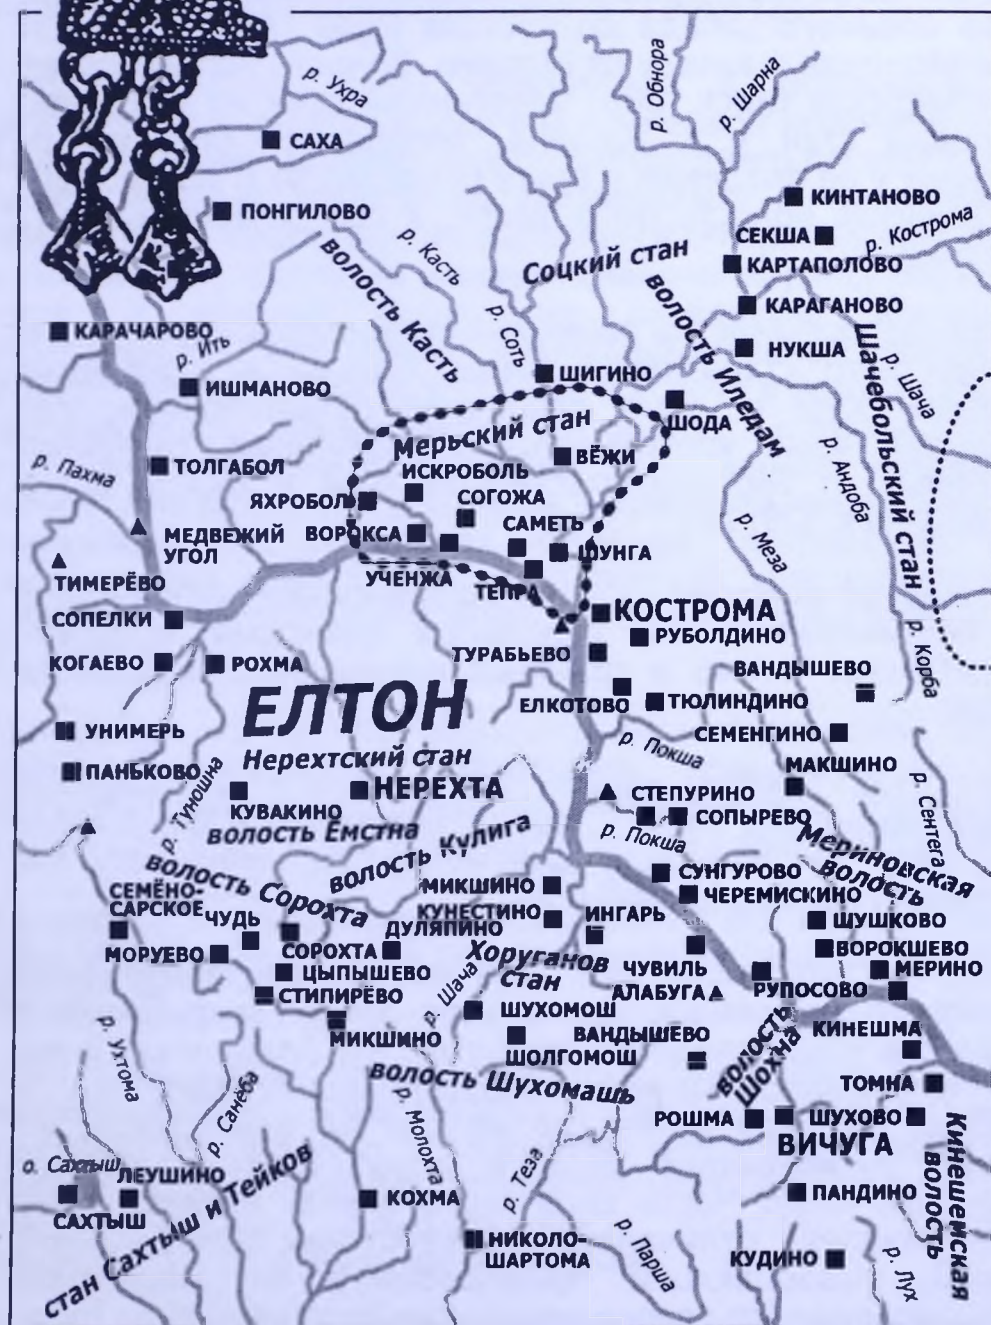 р. Ухра
р. Обнора
р. Шарна
САХА
ПОНГИЛОВО
КИНТАНОВО
СЕКША
р. Кострома
р. Касть
Соцкий стан
КАРТАПОЛОВО
волость Касть
волость Иледам
КАРАГАНОВО
КАРАЧАРОВО
р. Ить
р. Соть
НУКША
Шачебольский стан
р. Шача
ИШМАНОВО
ШИГИНО
ШОДА
Мерьский стан
р. Пахма
ТОЛГАБОЛ
ИСКРОБОЛЬ
ВЁЖИ
р. Андоба
ЯХРОБОЛ
СОГОЖА
МЕДВЕЖИЙ
УГОЛ
ВОРОКСА
САМЕТЬ
р. Меза
ШУНГА
ТИМЕРЁВО
УЧЕНЖА
ТЕПРА
СОПЕЛКИ
КОСТРОМА
РУБОЛДИНО
р. Корба
КОГАЕВО
РОХМА
ТУРАБЬЕВО
ВАНДЫШЕВО
ЕЛТОН
ЕЛКОТОВО
ТЮЛИНДИНО
УНИМЕРЬ
СЕМЕНГИНО
Нерехтский стан
р. Покша
ПАНЬКОВО
МАКШИНО
р. Туношна
НЕРЕХТА
СТЕПУРИНО
р. Сентега
КУВАКИНО
СОПЫРЕВО
волость Емстна
р. Покша
волость Кулига
Мериновская
волость
волость Сорохта
СУНГУРОВО
СЕМЁНО-
САРСКОЕ
МИКШИНО
ЧЕРЕМИСКИНО
ЧУДЬ
КУНЕСТИНО
ИНГАРЬ
ШУШКОВО
ДУЛЯПИНО
МОРУЕВО
СОРОХТА
Хоруганов
стан
ВОРОКШЕВО
ЦЫПЫШЕВО
ЧУВИЛЬ
МЕРИНО
СТИПИРЁВО
АЛАБУГА
РУПОСОВО
р. Шача
ШУХОМОШ
МИКШИНО
ВАНДЫШЕВО
КИНЕШМА
ШОЛГОМОШ
волость
Шохна
р. Ухтома
волость Шухомашь
ТОМНА
р. Санеба
р. Молохта
РОШМА
ШУХОВО
ВИЧУГА
Кинешемская
волость
о. Сахтыш
ЛЕУШИНО
р. Теза
САХТЫШ
КОХМА
ПАНДИНО
стан Сахтыш и Тейков
НИКОЛО-
ШАРТОМА
р. Парша
КУДИНО
р. Лух